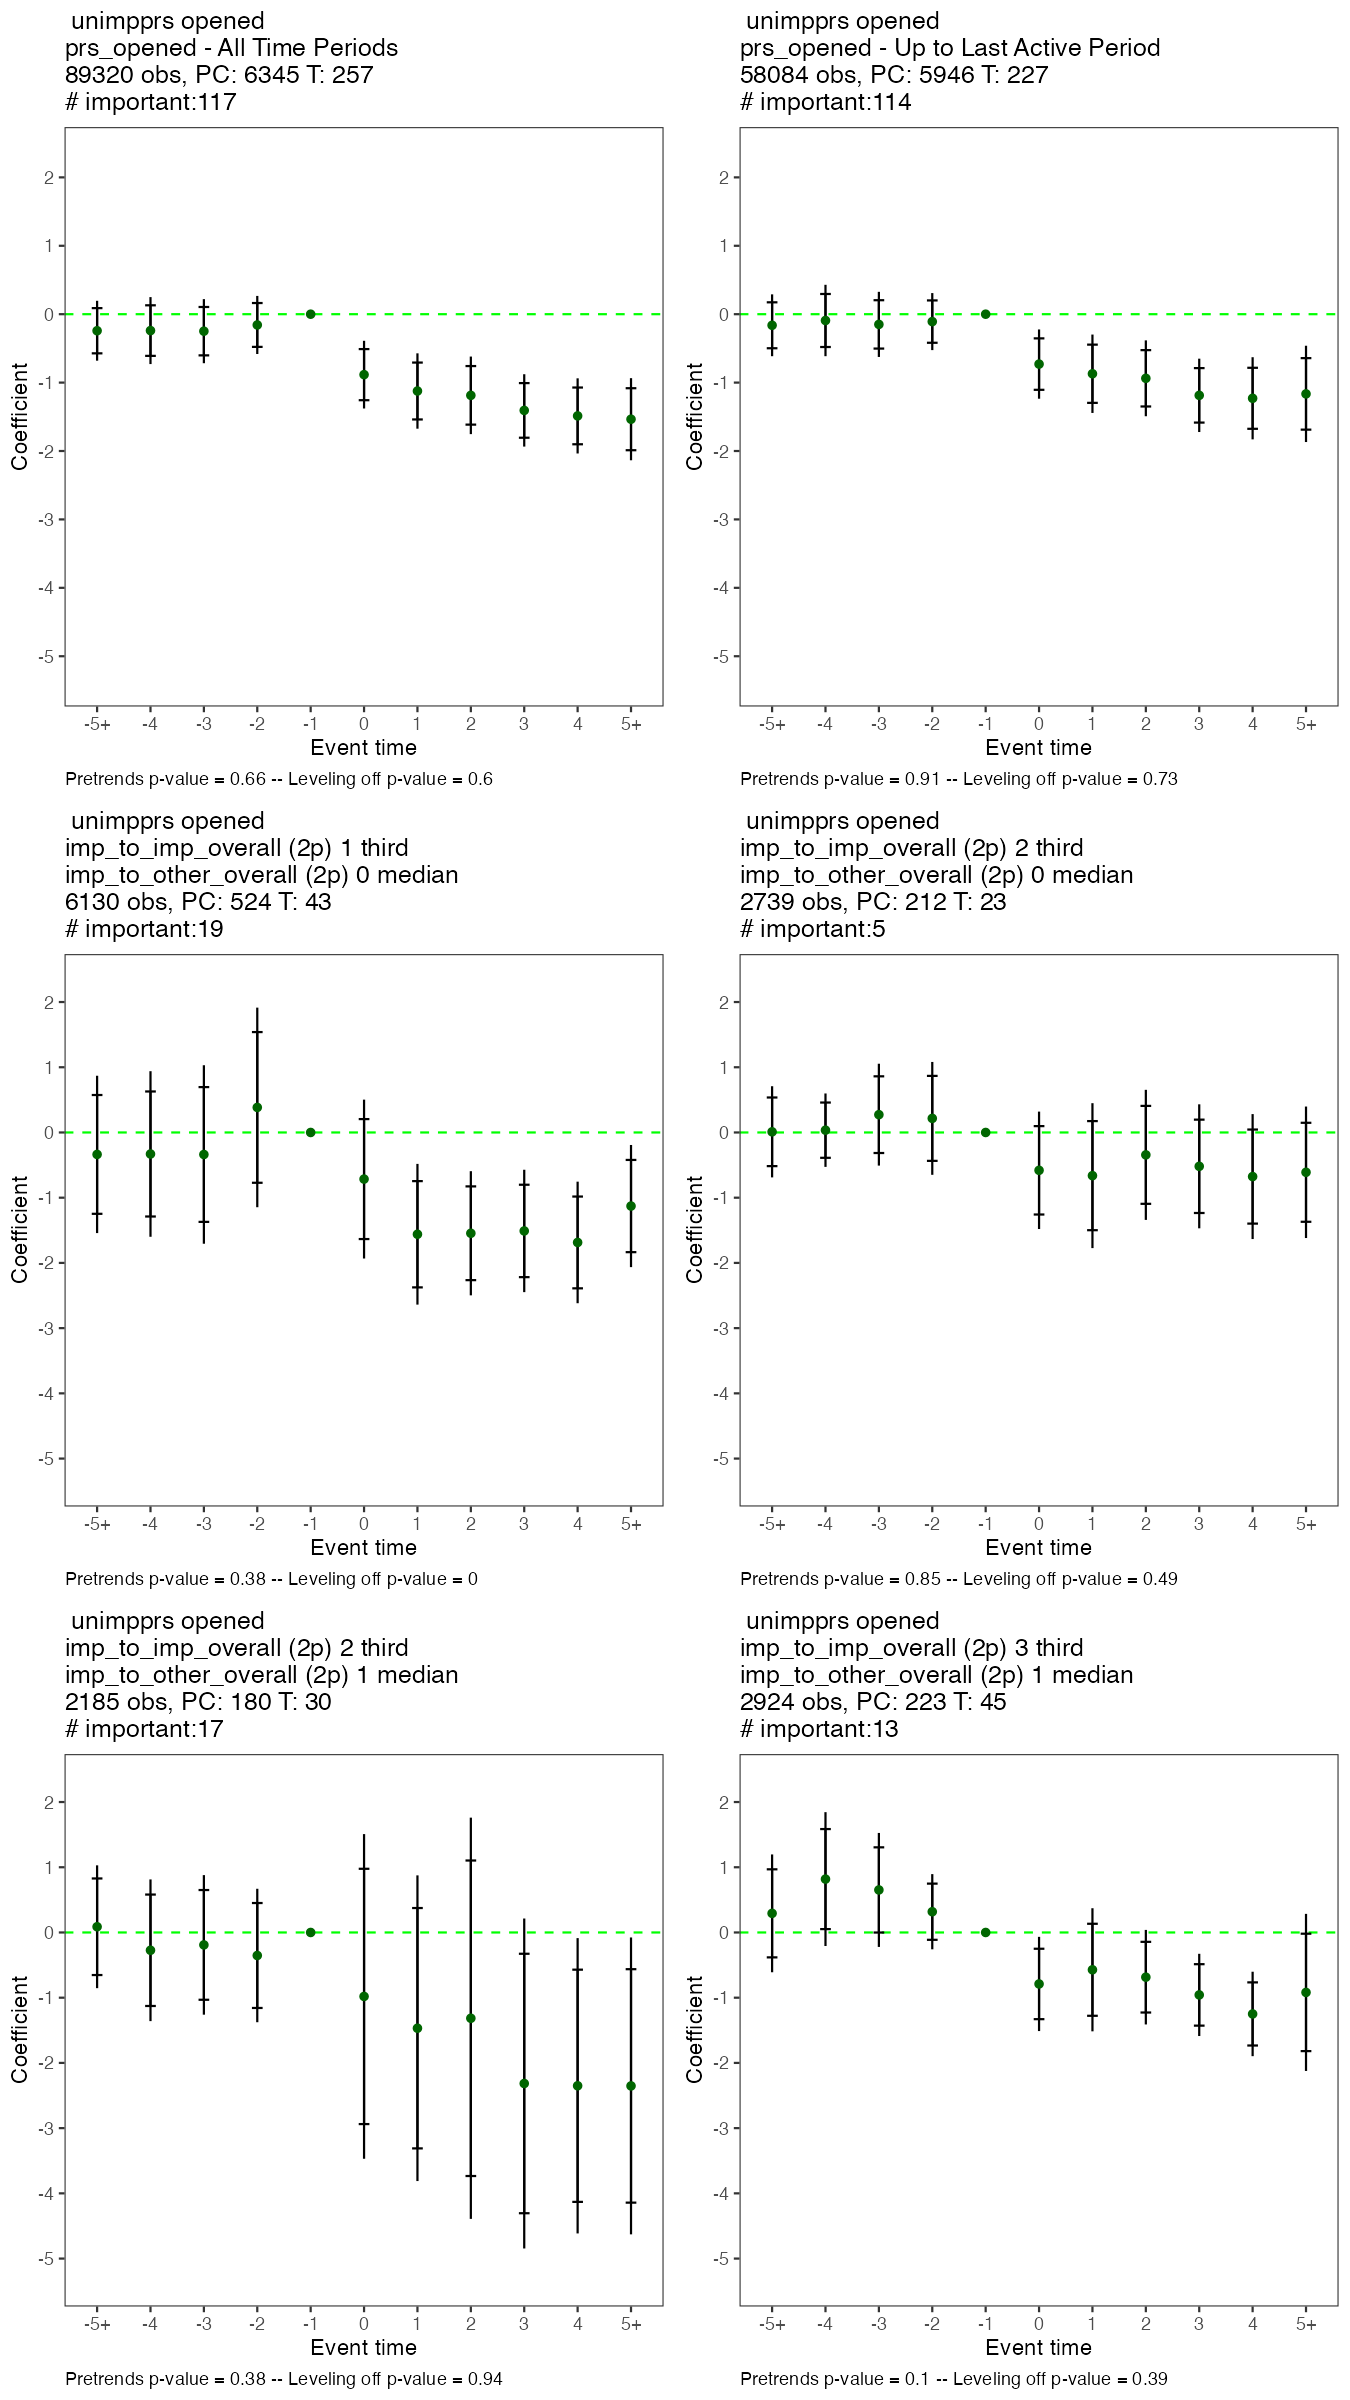 unimpprs opened
prs_opened - All Time Periods
89320 obs, PC: 6345 T: 257
# important:117
2
1
0
-1
-2
-3
-4
-5
Coefficient
-5+ -4 -3 -2 -1 0 1 2 3 4 5+
Event time
Pretrends p-value = 0.66 -- Leveling off p-value = 0.6
unimpprs opened
prs_opened - Up to Last Active Period
58084 obs, PC: 5946 T: 227
# important:114
2
1
0
-1
-2
-3
-4
-5
Coefficient
-5+ -4 -3 -2 -1 0 1 2 3 4 5+
Event time
Pretrends p-value = 0.91 -- Leveling off p-value = 0.73
unimpprs opened
imp_to_imp_overall (2p) 1 third
imp_to_other_overall (2p) 0 median
6130 obs, PC: 524 T: 43
# important:19
2
1
0
-1
-2
-3
-4
-5
Coefficient
-5+ -4 -3 -2 -1 0 1 2 3 4 5+
Event time
Pretrends p-value = 0.38 -- Leveling off p-value = 0
unimpprs opened
imp_to_imp_overall (2p) 2 third
imp_to_other_overall (2p) 0 median
2739 obs, PC: 212 T: 23
# important:5
2
1
0
-1
-2
-3
-4
-5
Coefficient
-5+ -4 -3 -2 -1 0 1 2 3 4 5+
Event time
Pretrends p-value = 0.85 -- Leveling off p-value = 0.49
unimpprs opened
imp_to_imp_overall (2p) 2 third
imp_to_other_overall (2p) 1 median
2185 obs, PC: 180 T: 30
# important:17
2
1
0
-1
-2
-3
-4
-5
Coefficient
-5+ -4 -3 -2 -1 0 1 2 3 4 5+
Event time
Pretrends p-value = 0.38 -- Leveling off p-value = 0.94
unimpprs opened
imp_to_imp_overall (2p) 3 third
imp_to_other_overall (2p) 1 median
2924 obs, PC: 223 T: 45
# important:13
2
1
0
-1
-2
-3
-4
-5
Coefficient
-5+ -4 -3 -2 -1 0 1 2 3 4 5+
Event time
Pretrends p-value = 0.1 -- Leveling off p-value = 0.39